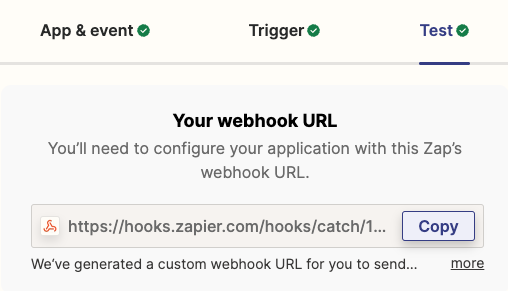 App & event
Trigger
Test
Your webhook URL
You’ll need to configure your application with this Zap’s
webhook URL.
https://hooks.zapier.com/hooks/catch/1...
Copy
We’ve generated a custom webhook URL for you to send...
more